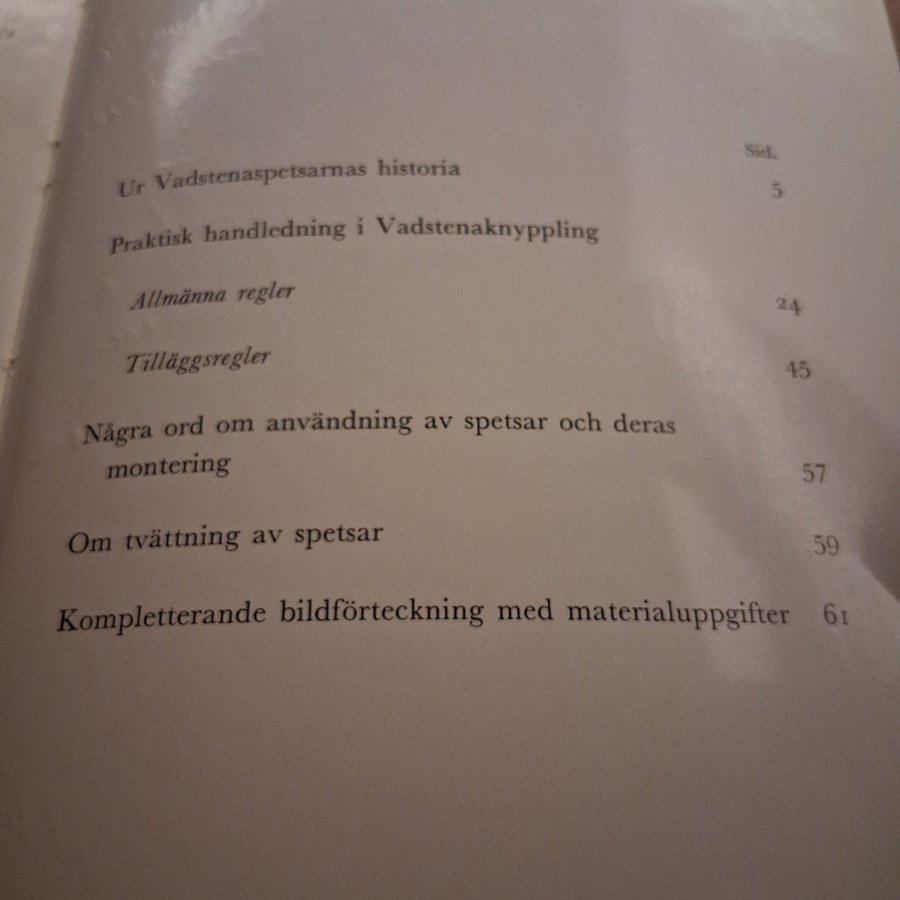 Sid.
Ur Vadstenaspetsarnas historia 5
Praktisk handledning i Vadstenaknyppling
Allmänna regler 24
Tilläggsregler 45
Några ord om användning av spetsar och deras
montering 57
Om tvättning av spetsar 59
Kompletterande bildförteckning med materialuppgifter 61